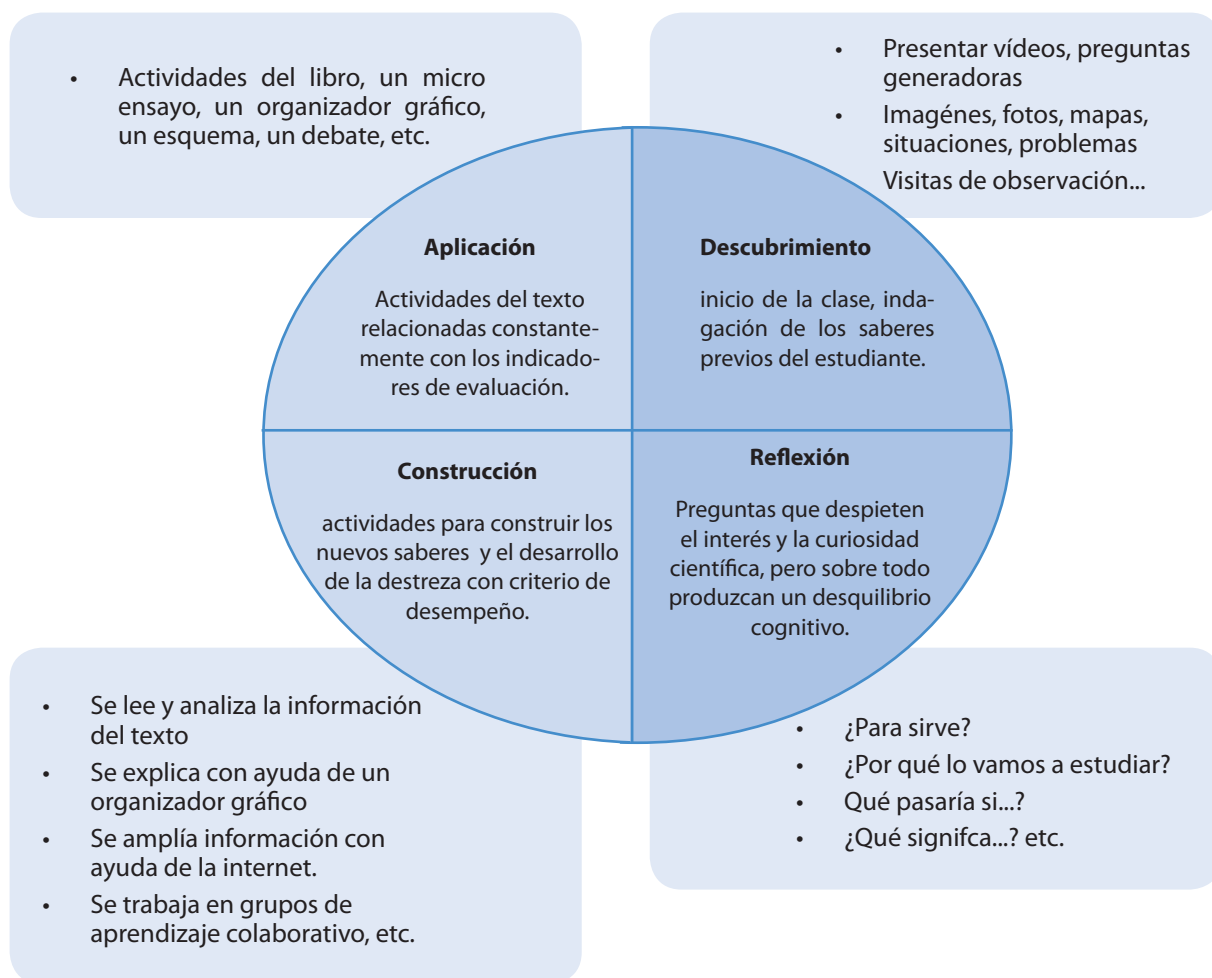 • Actividades del libro, un micro
ensayo, un organizador gráfico,
un esquema, un debate, etc.
• Presentar vídeos, preguntas
generadoras
• Imagénes, fotos, mapas,
situaciones, problemas
Visitas de observación...
Aplicación
Actividades del texto
relacionadas constante-
mente con los indicado-
res de evaluación.
Descubrimiento
inicio de la clase, inda-
gación de los saberes
previos del estudiante.
Construcción
actividades para construir los
nuevos saberes y el desarrollo
de la destreza con criterio de
desempeño.
Reflexión
Preguntas que despieten
el interés y la curiosidad
científica, pero sobre todo
produzcan un desquilibrio
cognitivo.
• Se lee y analiza la información
del texto
• Se explica con ayuda de un
organizador gráfico
• Se amplía información con
ayuda de la internet.
• Se trabaja en grupos de
aprendizaje colaborativo, etc.
• ¿Para sirve?
• ¿Por qué lo vamos a estudiar?
• Qué pasaría si...?
• ¿Qué signifca...? etc.